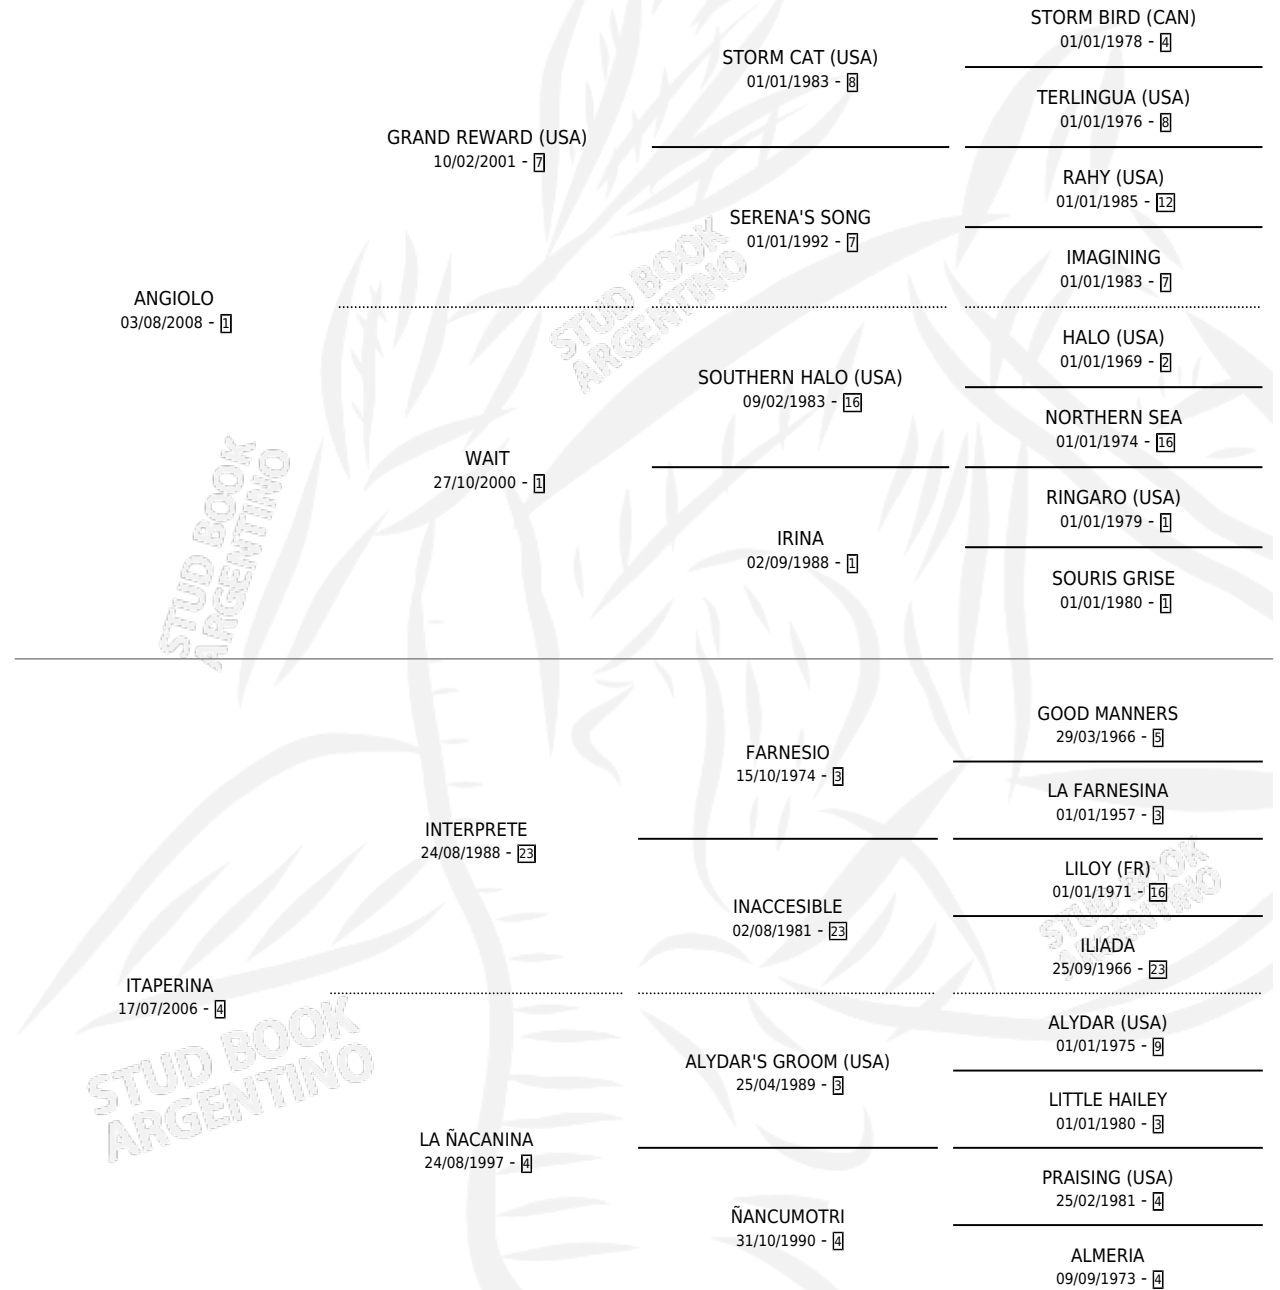 STORM BIRD (CAN)
01/01/1978 - 4
STORM CAT (USA)
01/01/1983 - 8
TERLINGUA (USA)
01/01/1976 - 8
GRAND REWARD (USA)
10/02/2001 - 7
RAHY (USA)
01/01/1985 - 12
SERENA'S SONG
01/01/1992 - 7
IMAGINING
01/01/1983 - 7
ANGIOLO
03/08/2008 - 1
HALO (USA)
01/01/1969 - 2
SOUTHERN HALO (USA)
09/02/1983 - 16
NORTHERN SEA
01/01/1974 - 16
WAIT
27/10/2000 - 1
RINGARO (USA)
01/01/1979 - 1
IRINA
02/09/1988 - 1
SOURIS GRISE
01/01/1980 - 1
GOOD MANNERS
29/03/1966 - 5
FARNESIO
15/10/1974 - 3
LA FARNESINA
01/01/1957 - 3
INTERPRETE
24/08/1988 - 23
LILOY (FR)
01/01/1971 - 16
INACCESIBLE
02/08/1981 - 23
ILIADA
25/09/1966 - 23
ITAPERINA
17/07/2006 - 4
ALYDAR (USA)
01/01/1975 - 9
ALYDAR'S GROOM (USA)
25/04/1989 - 3
LITTLE HAILEY
01/01/1980 - 3
LA ÑACANINA
24/08/1997 - 4
PRAISING (USA)
25/02/1981 - 4
ÑANCUMOTRI
31/10/1990 - 4
ALMERIA
09/09/1973 - 4
STUD BOOK
ARGENTINO
STUD BOOK
ARGENTINO
STUD BOOK
ARGENTINO
STUD BOOK
ARGENTINO